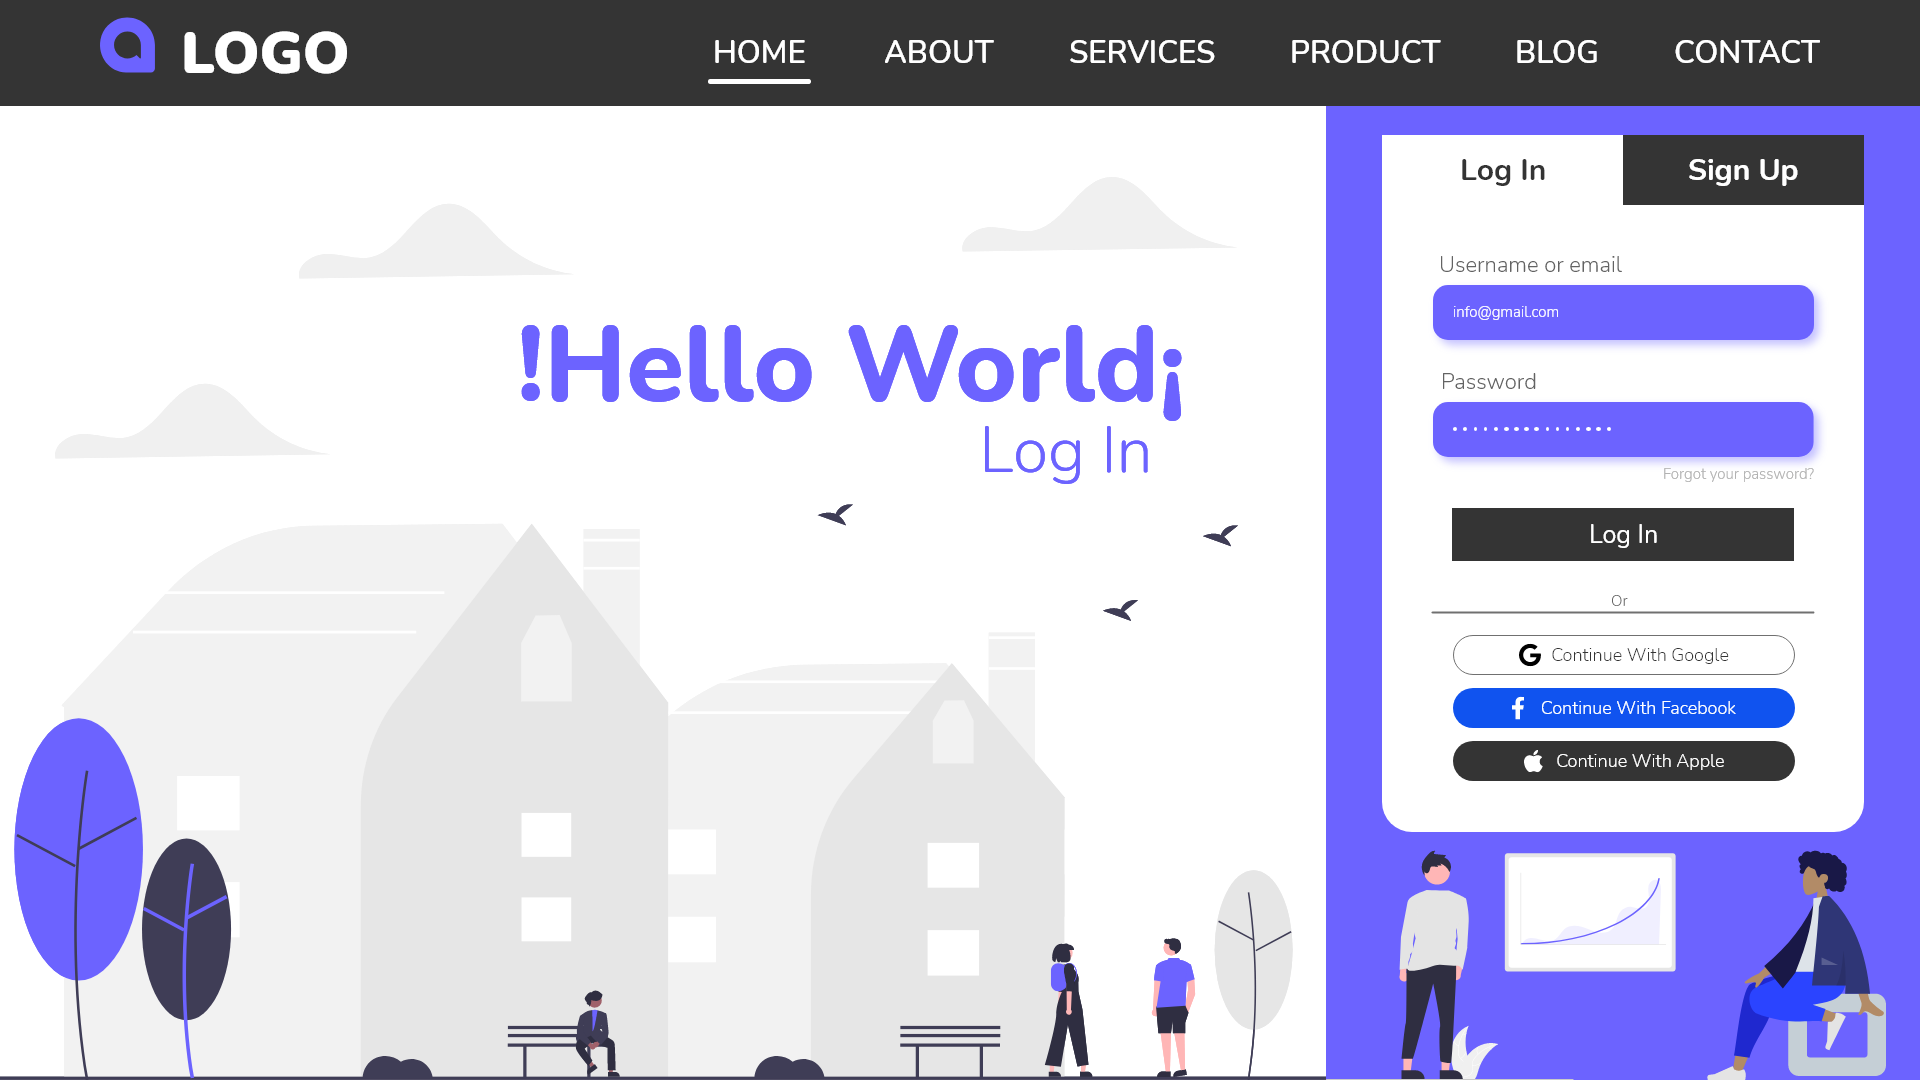 LOGO
HOME ABOUT SERVICES PRODUCT BLOG CONTACT
!Hello World¡
Log In
Log In Sign Up
Username or email
info@gmail.com
Password
Forgot your password?
Log In
Or
Continue With Google
Continue With Facebook
Continue With Apple